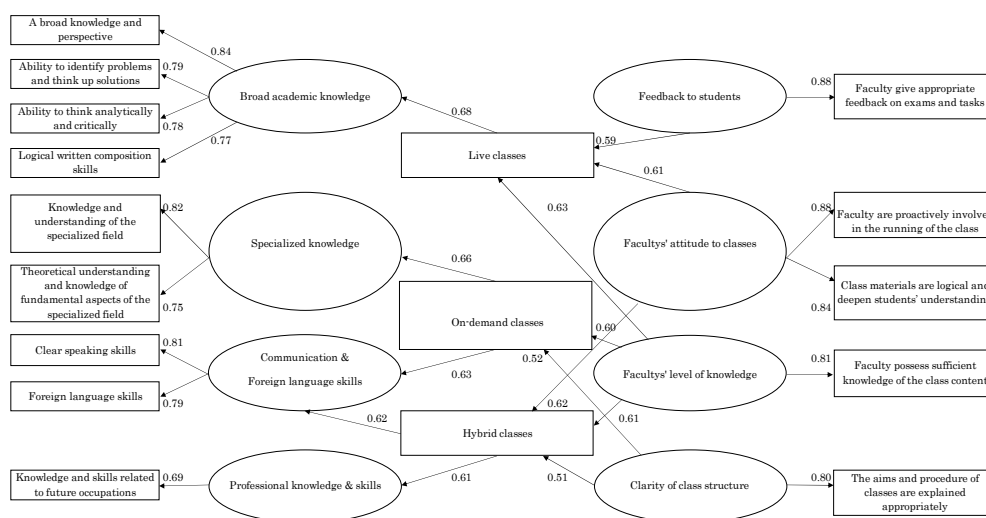 A broad knowledge and
perspective
0.84
Ability to identify problems
and think up solutions
0.79
Ability to think analytically
and critically
0.78
Logical written composition
skills
0.77
Broad academic knowledge
0.68
Live classes
Feedback to students
0.59
0.88
Faculty give appropriate
feedback on exams and tasks
0.61
0.63
Knowledge and
understanding of the
specialized field
0.82
Theoretical understanding
and knowledge of
fundamental aspects of the
specialized field
0.75
Specialized knowledge
0.66
On-demand classes
Facultys' attitude to classes
0.88
Faculty are proactively involve
in the running of the class
Class materials are logical and
deepen students' understandin
0.84
0.60
0.52
Clear speaking skills
0.81
Foreign language skills
0.79
Communication &
Foreign language skills
0.63
0.62
0.62
Facultys' level of knowledge
0.81
Faculty possess sufficient
knowledge of the class content
0.61
Hybrid classes
Knowledge and skills related
to future occupations
0.69
Professional knowledge & skills
0.61
0.51
Clarity of class structure
0.80
The aims and procedure of
classes are explained
appropriately